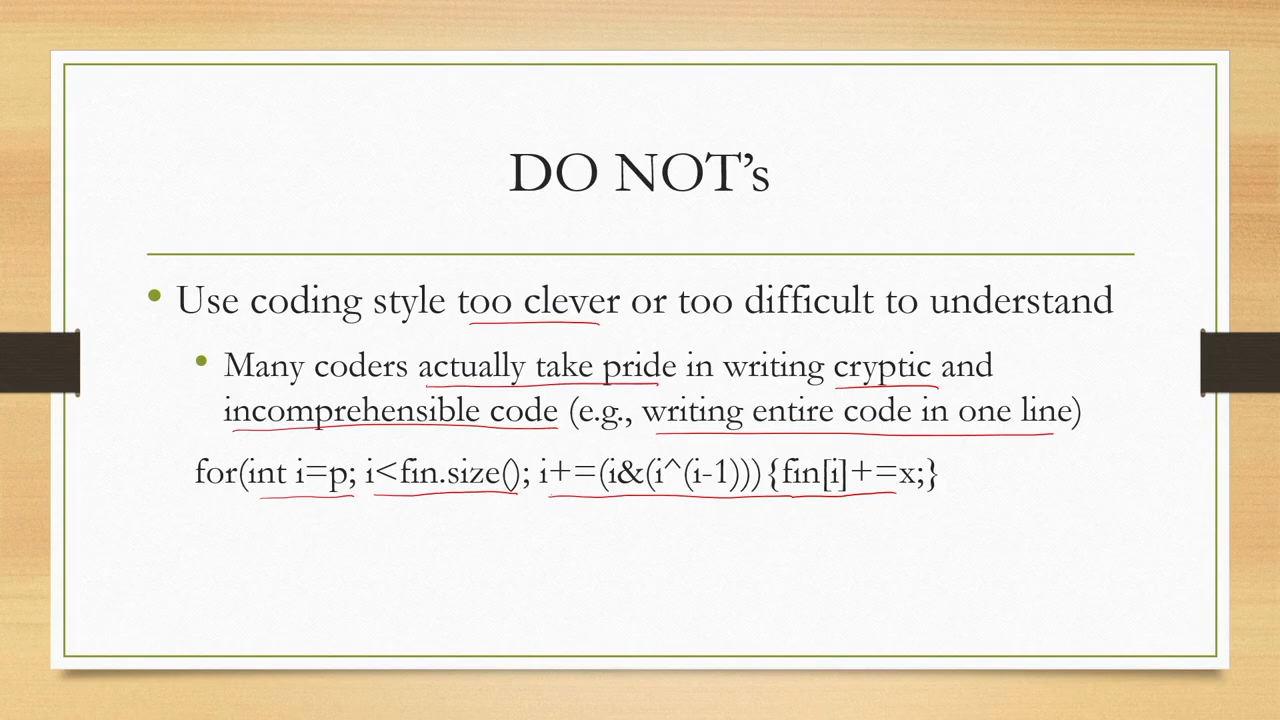 DO NOT's
• Use coding style too clever or too difficult to understand
• Many coders actually take pride in writing cryptic and
incomprehensible code (e.g., writing entire code in one line)
for(int i=p; i<fin.size(); i+=(i&(i^(i-1)))​{fin[i]+=x;}